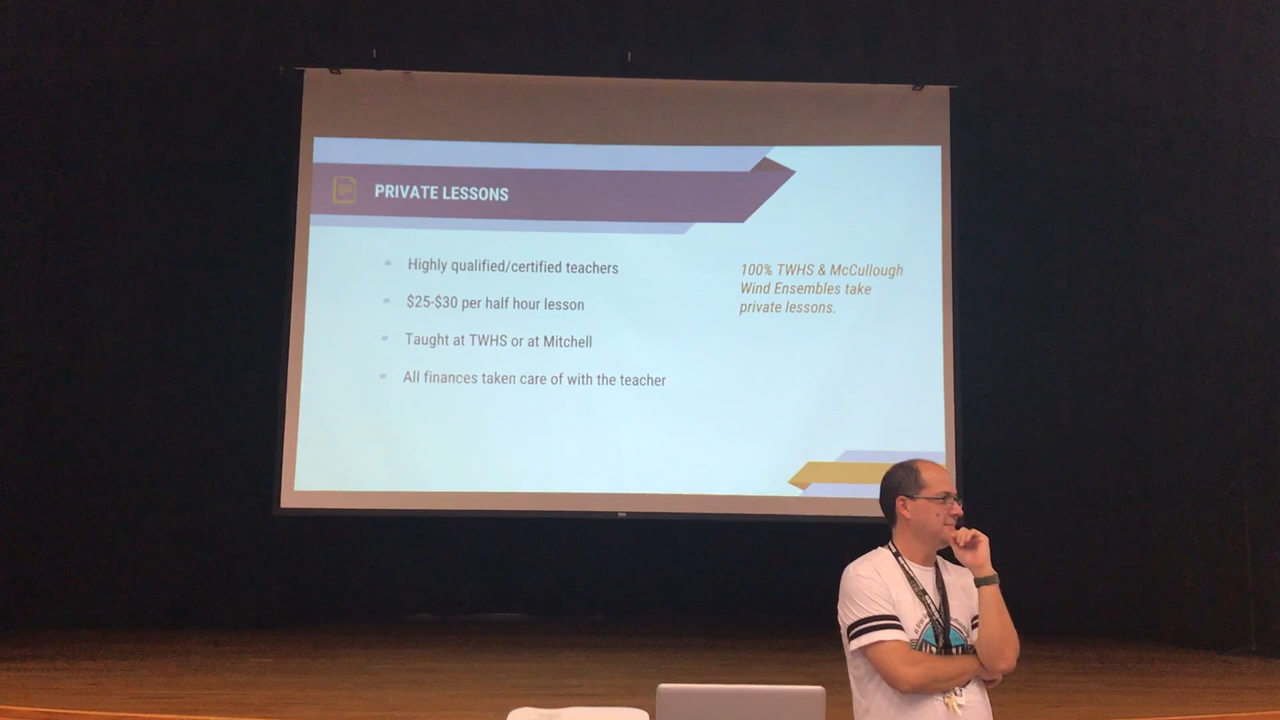 PRIVATE LESSONS
Highly qualified/certified teachers
$25-$30 per half hour lesson
Taught at TWHS or at Mitchell
All finances taken care of with the teacher
100% TWHS & McCullough
Wind Ensembles take
private lessons.